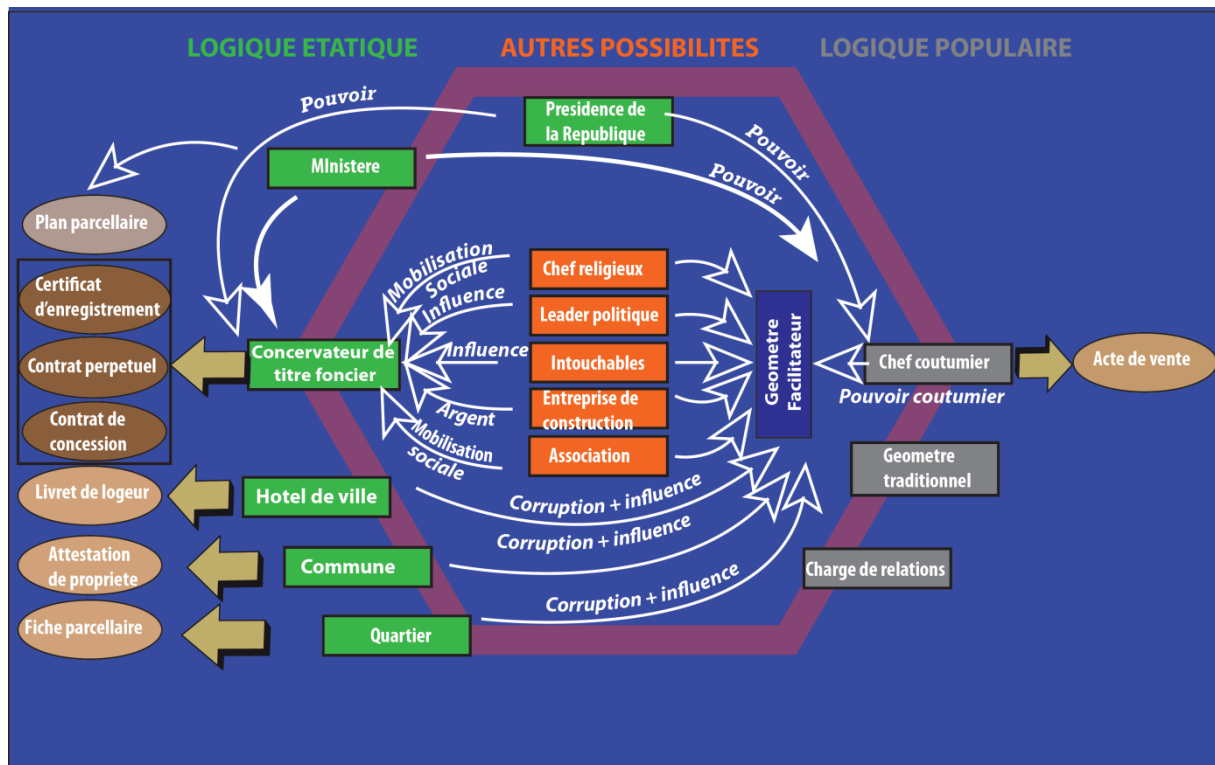 LOGIQUE ETATIQUE
AUTRES POSSIBILITES
LOGIQUE POPULAIRE
Pouvoir
Presidence de
la Republique
Pouvoir
MInistere
Pouvoir
Plan parcellaire
Certificat
d'enregistrement
Contrat perpetuel
Contrat de
concession
Concervateur de
titre foncier
Mobilisation
Sociale
Influence
Influence
Argent
Mobilisation
sociale
Chef religieux
Leader politique
Intouchables
Entreprise de
construction
Association
Geometre
Facilitateur
Chef coutumier
Pouvoir coutumier
Acte de vente
Geometre
traditionnel
Charge de relations
Livret de logeur
Hotel de ville
Corruption + influence
Attestation
de propriete
Commune
Corruption + influence
Fiche parcellaire
Quartier
Corruption + influence